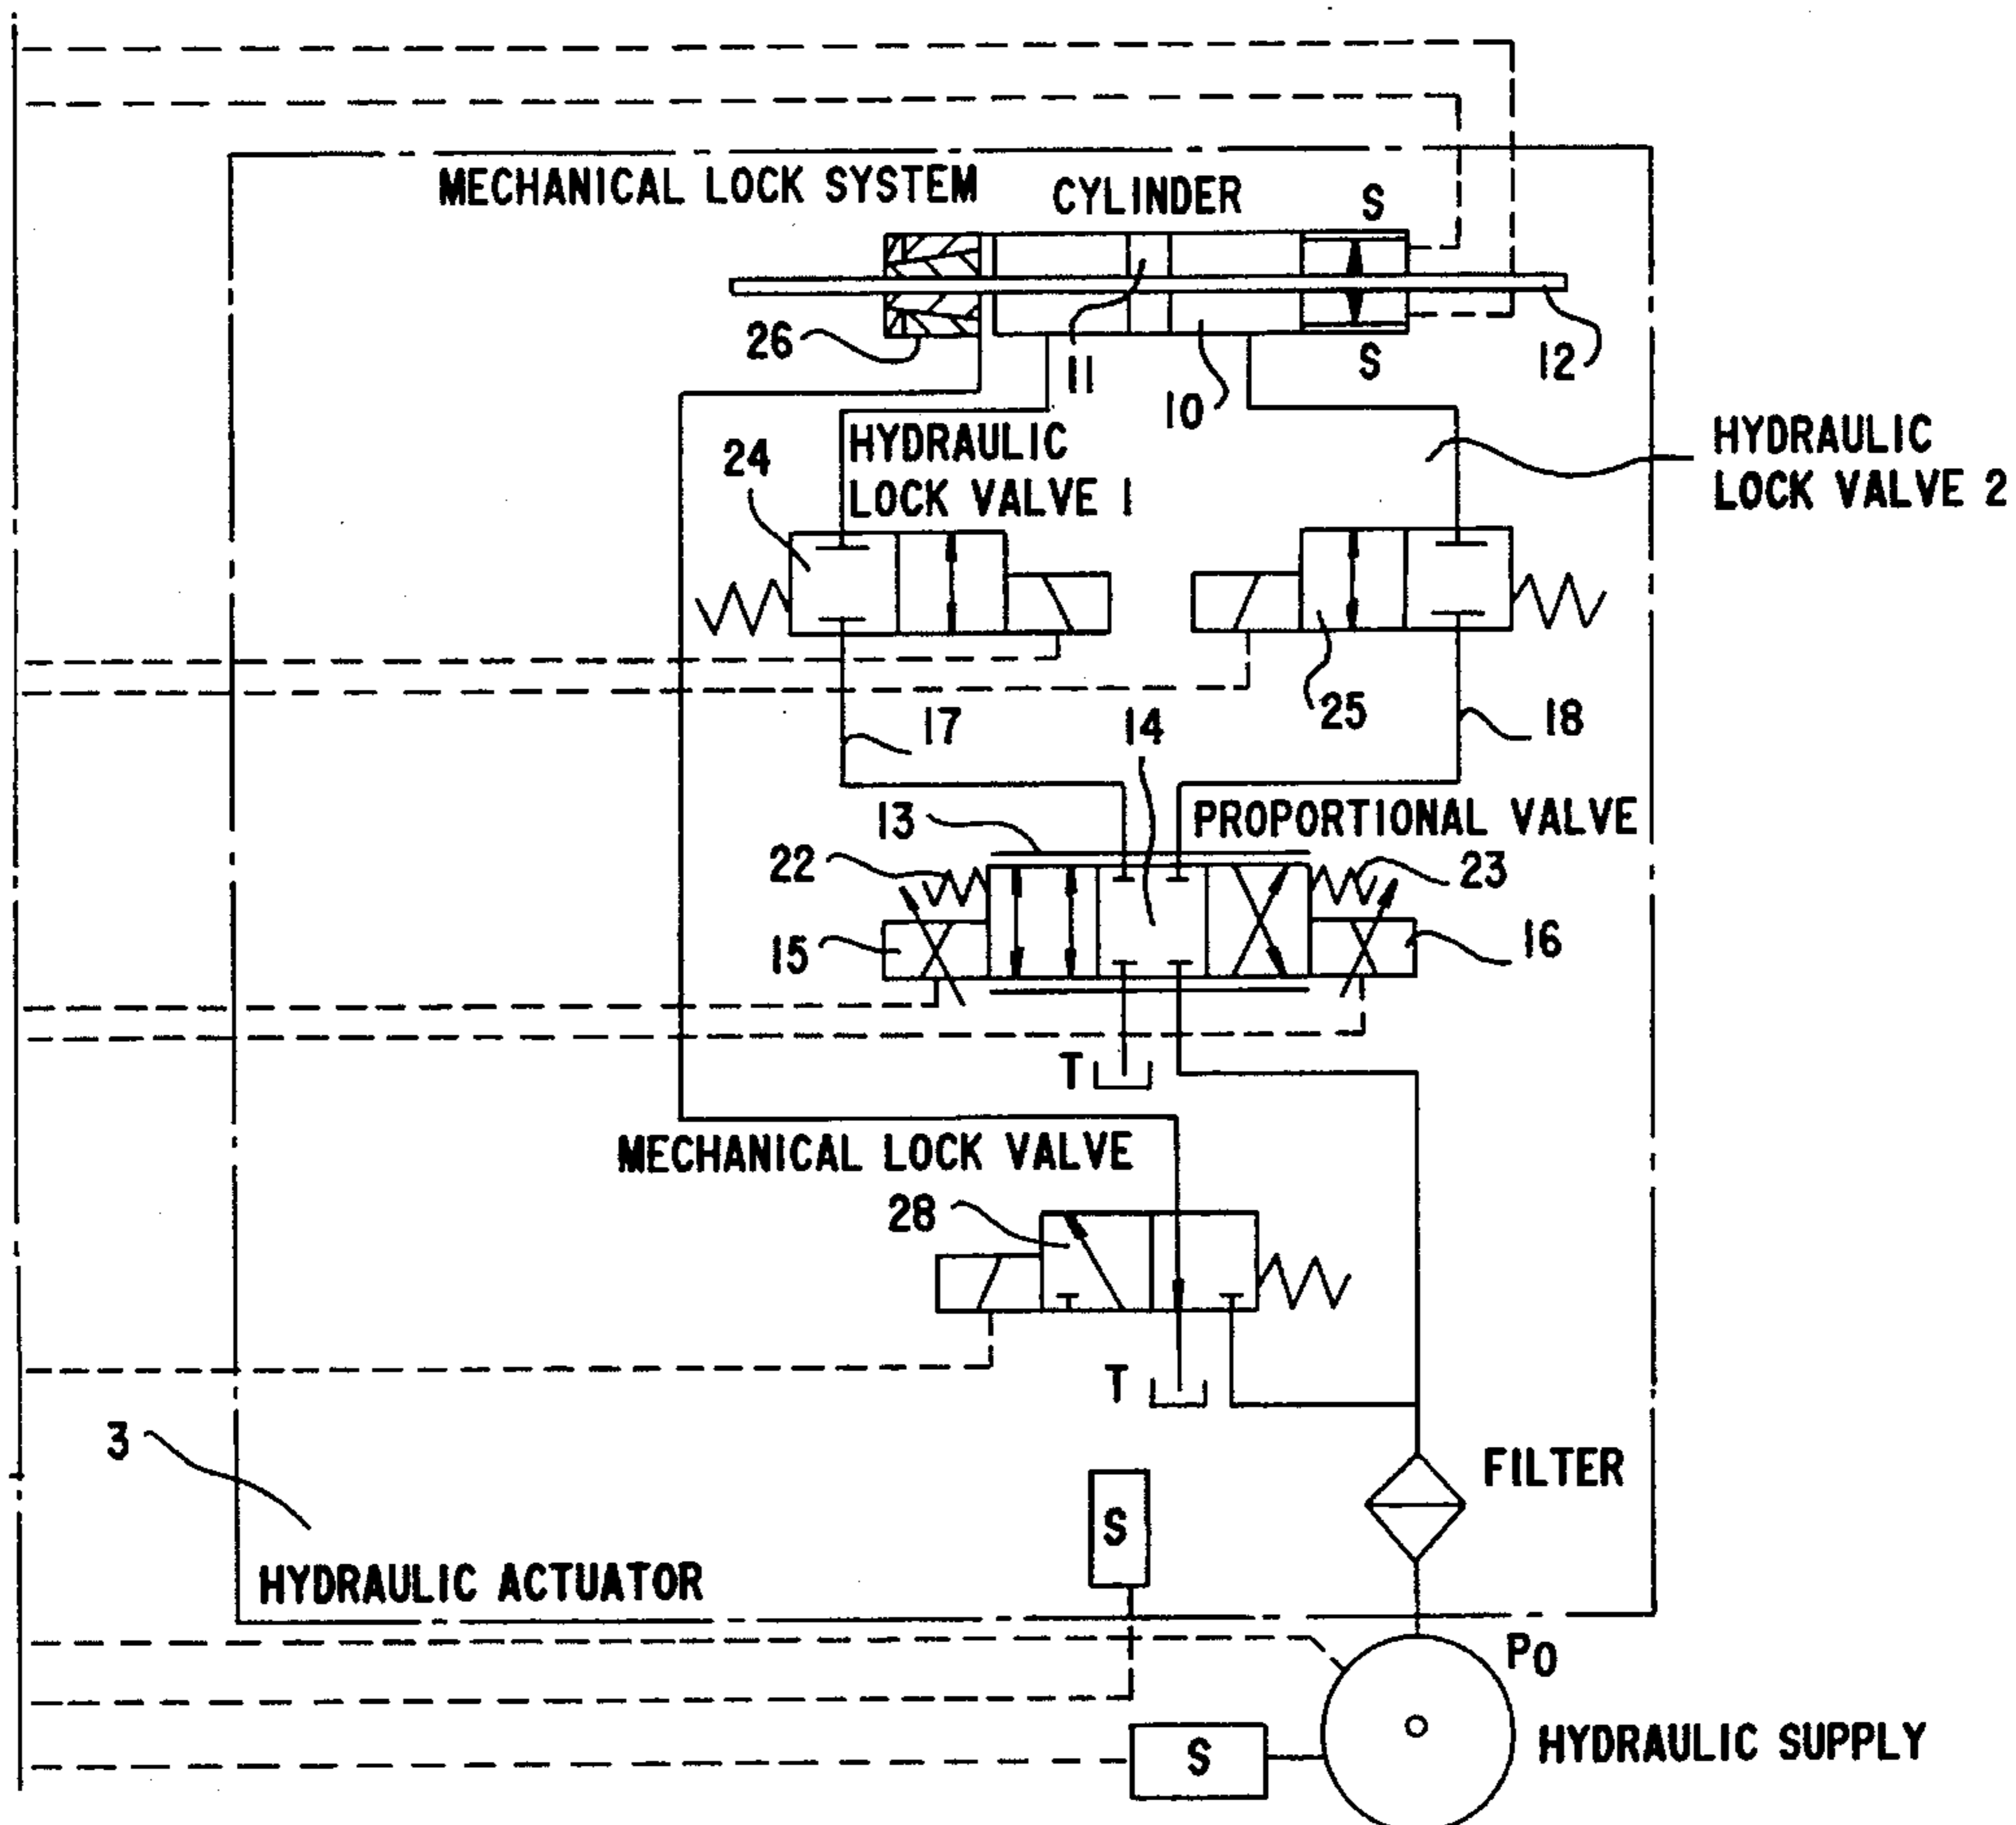 MECHANICAL LOCK SYSTEM
CYLINDER
S
26
11
10
S
12
24
HYDRAULIC
LOCK VALVE 1
HYDRAULIC
LOCK VALVE 2
25
17
14
18
13
PROPORTIONAL VALVE
22
23
15
16
T
MECHANICAL LOCK VALVE
28
T
3
FILTER
S
HYDRAULIC ACTUATOR
P0
S
HYDRAULIC SUPPLY